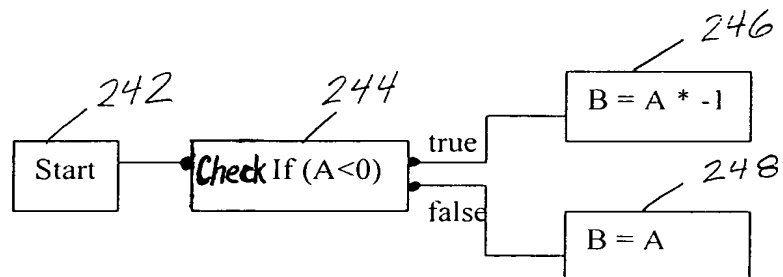 246
242
244
B = A * -1
true
Start
Check If (A<0)
248
false
B = A